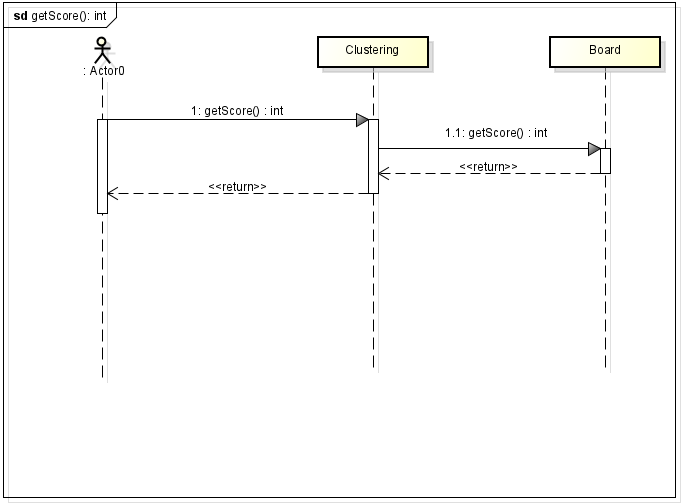 sd getScore(): int
: Actor0
Clustering
Board
1: getScore() : int
1.1: getScore() : int
<<return>>
<<return>>